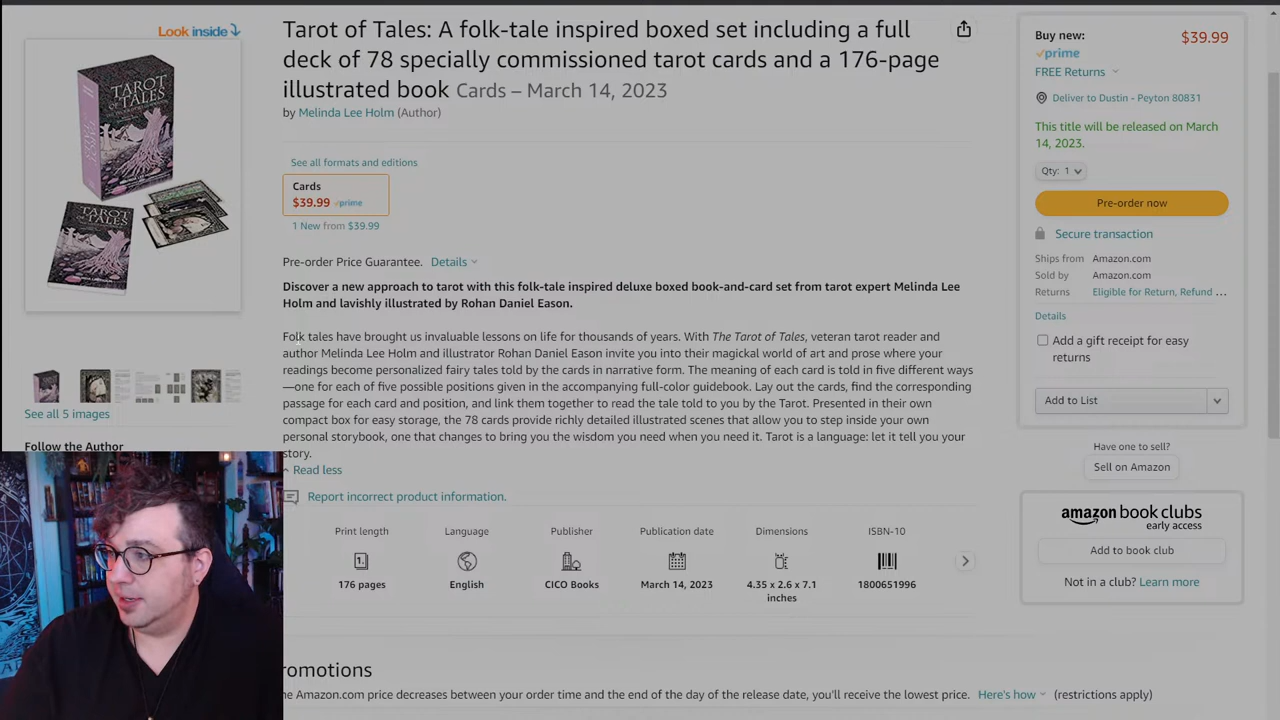 Look inside
Tarot of Tales: A folk-tale inspired boxed set including a full
deck of 78 specially commissioned tarot cards and a 176-page
illustrated book Cards – March 14, 2023
by Melinda Lee Holm (Author)
See all formats and editions
Cards
$39.99 prime
1 New from $39.99
Pre-order Price Guarantee. Details
Discover a new approach to tarot with this folk-tale inspired deluxe boxed book-and-card set from tarot expert Melinda Lee
Holm and lavishly illustrated by Rohan Daniel Eason.
Folk tales have brought us invaluable lessons on life for thousands of years. With The Tarot of Tales, veteran tarot reader and
author Melinda Lee Holm and illustrator Rohan Daniel Eason invite you into their magickal world of art and prose where your
readings become personalized fairy tales told by the cards in narrative form. The meaning of each card is told in five different ways
—one for each of five possible positions given in the accompanying full-color guidebook. Lay out the cards, find the corresponding
passage for each card and position, and link them together to read the tale told to you by the Tarot. Presented in their own
compact box for easy storage, the 78 cards provide richly detailed illustrated scenes that allow you to step inside your own
personal storybook, one that changes to bring you the wisdom you need when you need it. Tarot is a language: let it tell you your
story.
Read less
Report incorrect product information.
Print length
176 pages
Language
English
Publisher
CICO Books
Publication date
March 14, 2023
Dimensions
4.35 x 2.6 x 7.1
inches
ISBN-10
1800651996
romotions
he Amazon.com price decreases between your order time and the end of the day of the release date, you'll receive the lowest price. Here's how (restrictions apply)
TAROT
OF TALES
TAROT
OF TALES
See all 5 images
Follow the Author
Buy new:
$39.99
prime
FREE Returns
Deliver to Dustin - Peyton 80831
This title will be released on March
14, 2023.
Qty: 1
Pre-order now
Secure transaction
Ships from Amazon.com
Sold by Amazon.com
Returns Eligible for Return, Refund ...
Details
Add a gift receipt for easy
returns
Add to List
Have one to sell?
Sell on Amazon
amazon book clubs
early access
Add to book club
Not in a club? Learn more